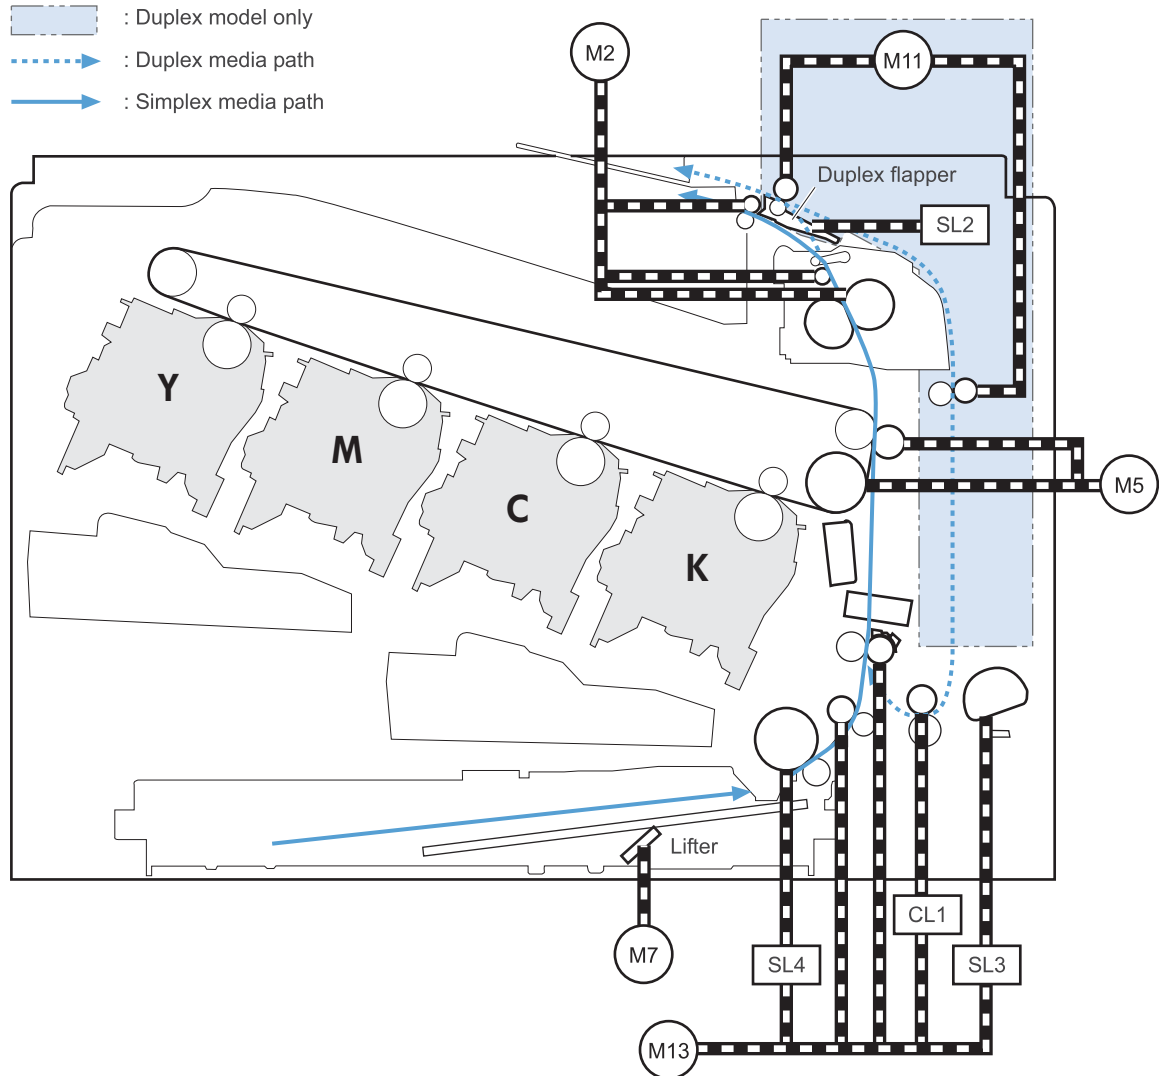 : Duplex model only
: Duplex media path
: Simplex media path
M2
M11
Duplex flapper
SL2
Y
M
C
K
M5
Lifter
CL1
M7
SL4
SL3
M13